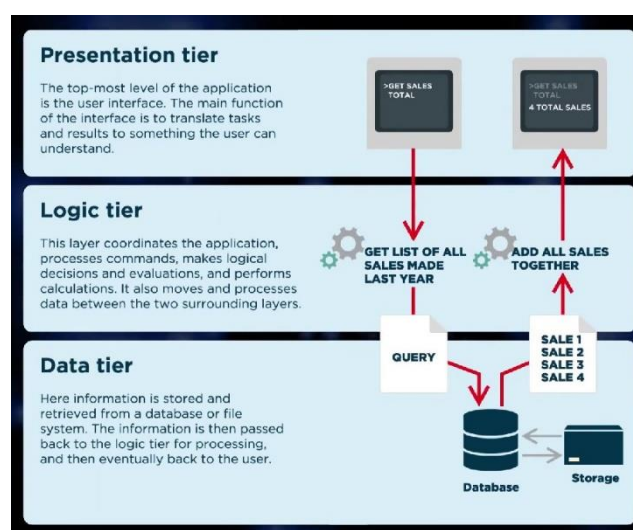 Presentation tier
The top-most level of the application
is the user interface. The main function
of the interface is to translate tasks
and results to something the user can
understand.
>GET SALES
TOTAL
>GET SALES
TOTAL
4 TOTAL SALES
Logic tier
This layer coordinates the application,
processes commands, makes logical
decisions and evaluations, and performs
calculations. It also moves and processes
data between the two surrounding layers.
GET LIST OF ALL
SALES MADE
LAST YEAR
ADD ALL SALES
TOGETHER
QUERY
SALE 1
SALE 2
SALE 3
SALE 4
Data tier
Here information is stored and
retrieved from a database or file
system. The information is then passed
back to the logic tier for processing,
and then eventually back to the user.
Database
Storage